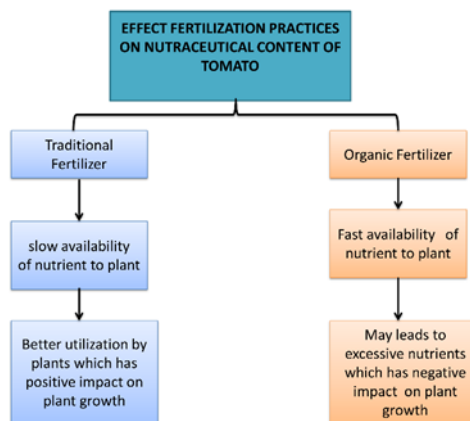 EFFECT FERTILIZATION PRACTICES
ON NUTRACEUTICAL CONTENT OF
TOMATO
Traditional
Fertilizer
slow availability
of nutrient to plant
Better utilization by
plants which has
positive impact on
plant growth
Organic Fertilizer
Fast availability of
nutrient to plant
May leads to
excessive nutrients
which has negative
impact on plant
growth